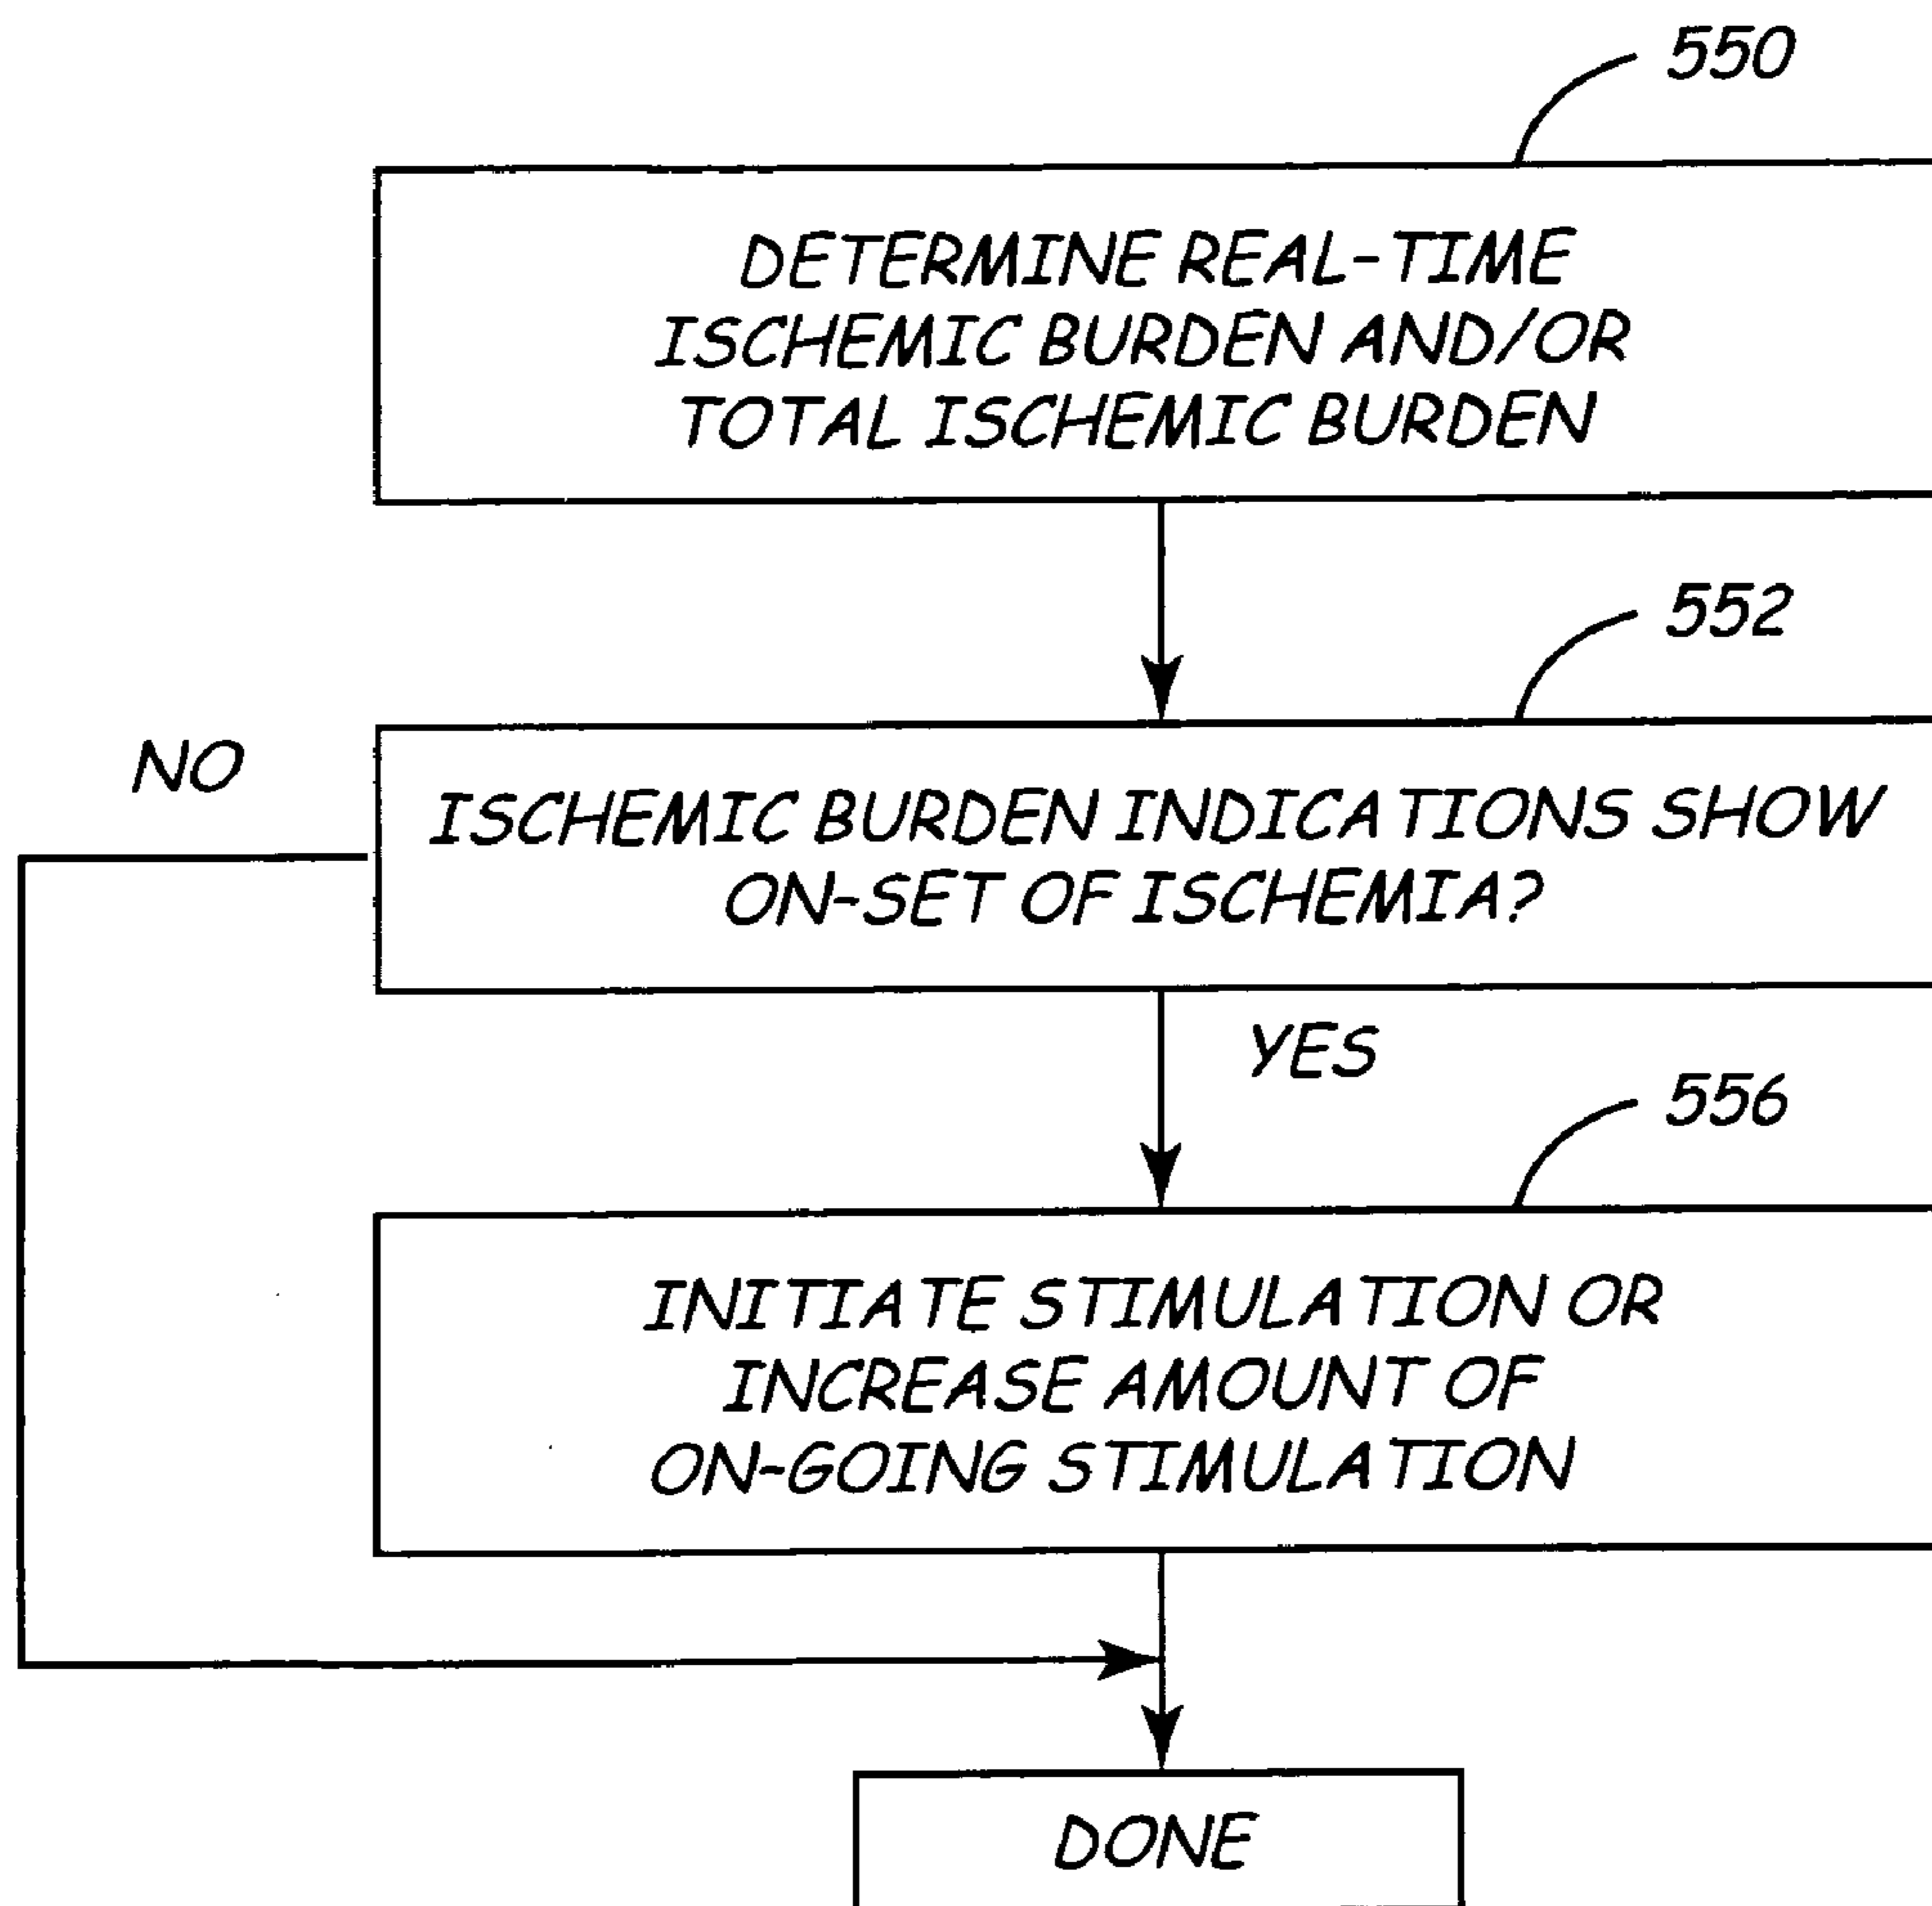 550
DETERMINE REAL-TIME
ISCHEMIC BURDEN AND/OR
TOTAL ISCHEMIC BURDEN
552
NO
ISCHEMIC BURDEN INDICATIONS SHOW
ON-SET OF ISCHEMIA?
YES
556
INITIATE STIMULATION OR
INCREASE AMOUNT OF
ON-GOING STIMULATION
DONE